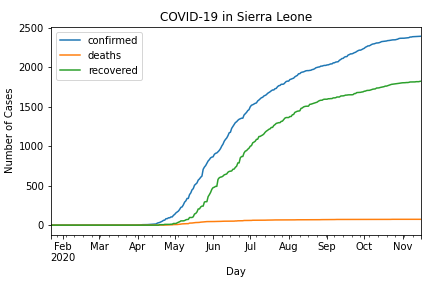 COVID-19 in Sierra Leone
confirmed
deaths
recovered
Number of Cases
2500
2000
1500
1000
500
0
Feb Mar Apr May Jun Jul Aug Sep Oct Nov
2020
Day